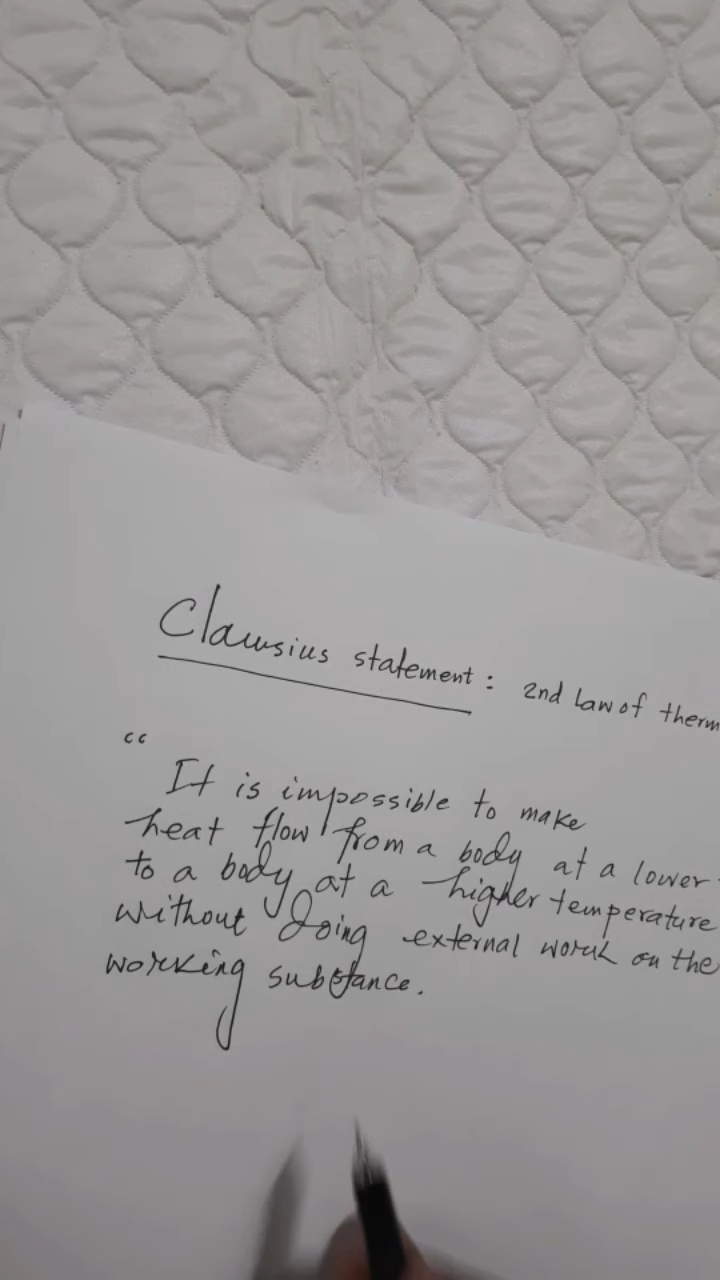 Clausius statement : 2nd law of therm
“
It is impossible to make
heat flow from a body at a lower
to a body at a higher temperature
without doing external work on the
working substance.